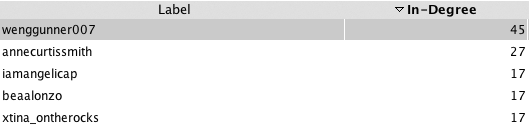 Label In-Degree
wenggunner007 45
annecurtissmith 27
iamangelicap 17
beaalonzo 17
xtina_ontherocks 17